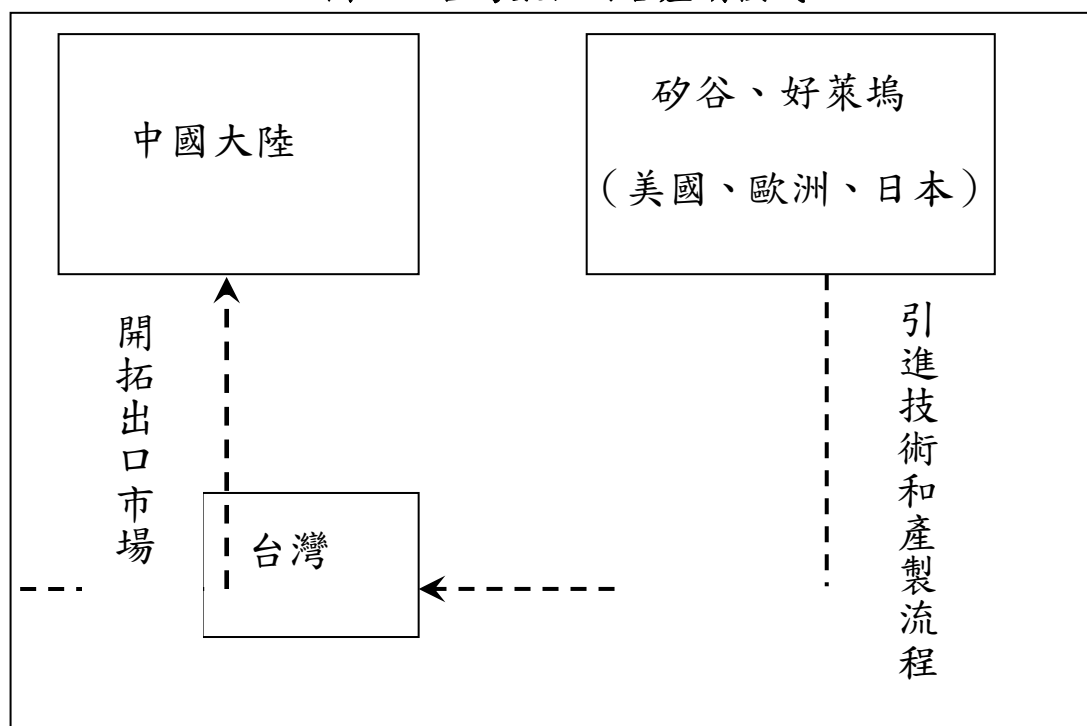 中國大陸
矽谷、好萊塢
（美國、歐洲、日本）
開拓出口市場
引進技術和產製流程
台灣